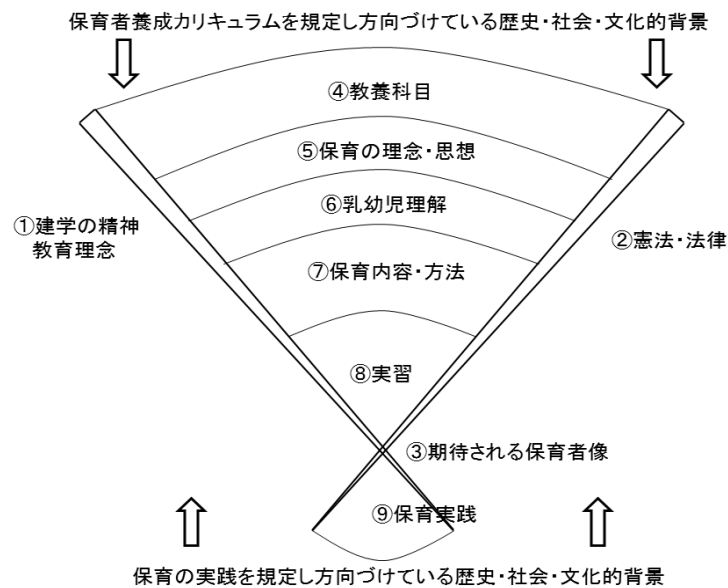 保育者養成カリキュラムを規定し方向づけている歴史・社会・文化的背景
④教養科目
⑤保育の理念・思想
⑥乳幼児理解
①建学の精神
教育理念
②憲法・法律
⑦保育内容・方法
⑧実習
③期待される保育者像
⑨保育実践
保育の実践を規定し方向づけている歴史・社会・文化的背景